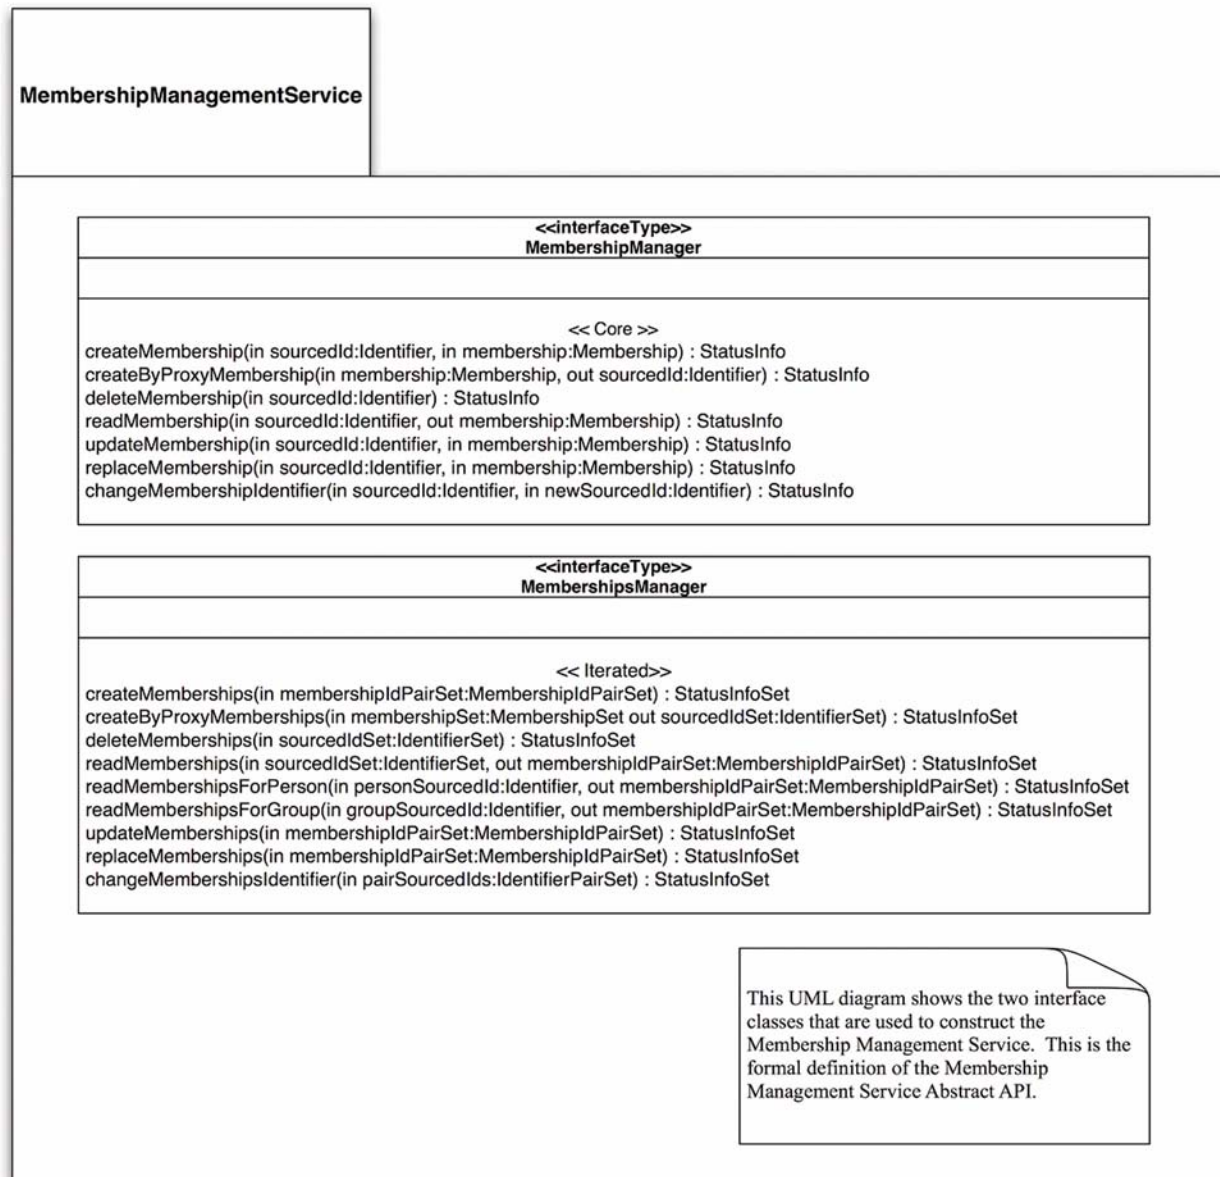 MembershipManagementService
<<interfaceType>>
MembershipManager
<< Core >>
createMembership(in sourcedId:Identifier, in membership:Membership) : StatusInfo
createByProxyMembership(in membership:Membership, out sourcedId:Identifier) : StatusInfo
deleteMembership(in sourcedId:Identifier) : StatusInfo
readMembership(in sourcedId:Identifier, out membership:Membership) : StatusInfo
updateMembership(in sourcedId:Identifier, in membership:Membership) : StatusInfo
replaceMembership(in sourcedId:Identifier, in membership:Membership) : StatusInfo
changeMembershipIdentifier(in sourcedId:Identifier, in newSourcedId:Identifier) : StatusInfo
<<interfaceType>>
MembershipsManager
<< Iterated>>
createMemberships(in membershipIdPairSet:MembershipIdPairSet) : StatusInfoSet
createByProxyMemberships(in membershipSet:MembershipSet out sourcedIdSet:IdentifierSet) : StatusInfoSet
deleteMemberships(in sourcedIdSet:IdentifierSet) : StatusInfoSet
readMemberships(in sourcedIdSet:IdentifierSet, out membershipIdPairSet:MembershipIdPairSet) : StatusInfoSet
readMembershipsForPerson(in personSourcedId:Identifier, out membershipIdPairSet:MembershipIdPairSet) : StatusInfoSet
readMembershipsForGroup(in groupSourcedId:Identifier, out membershipIdPairSet:MembershipIdPairSet) : StatusInfoSet
updateMemberships(in membershipIdPairSet:MembershipIdPairSet) : StatusInfoSet
replaceMemberships(in membershipIdPairSet:MembershipIdPairSet) : StatusInfoSet
changeMembershipsIdentifier(in pairSourcedIds:IdentifierPairSet) : StatusInfoSet
This UML diagram shows the two interface
classes that are used to construct the
Membership Management Service.  This is the
formal definition of the Membership
Management Service Abstract API.